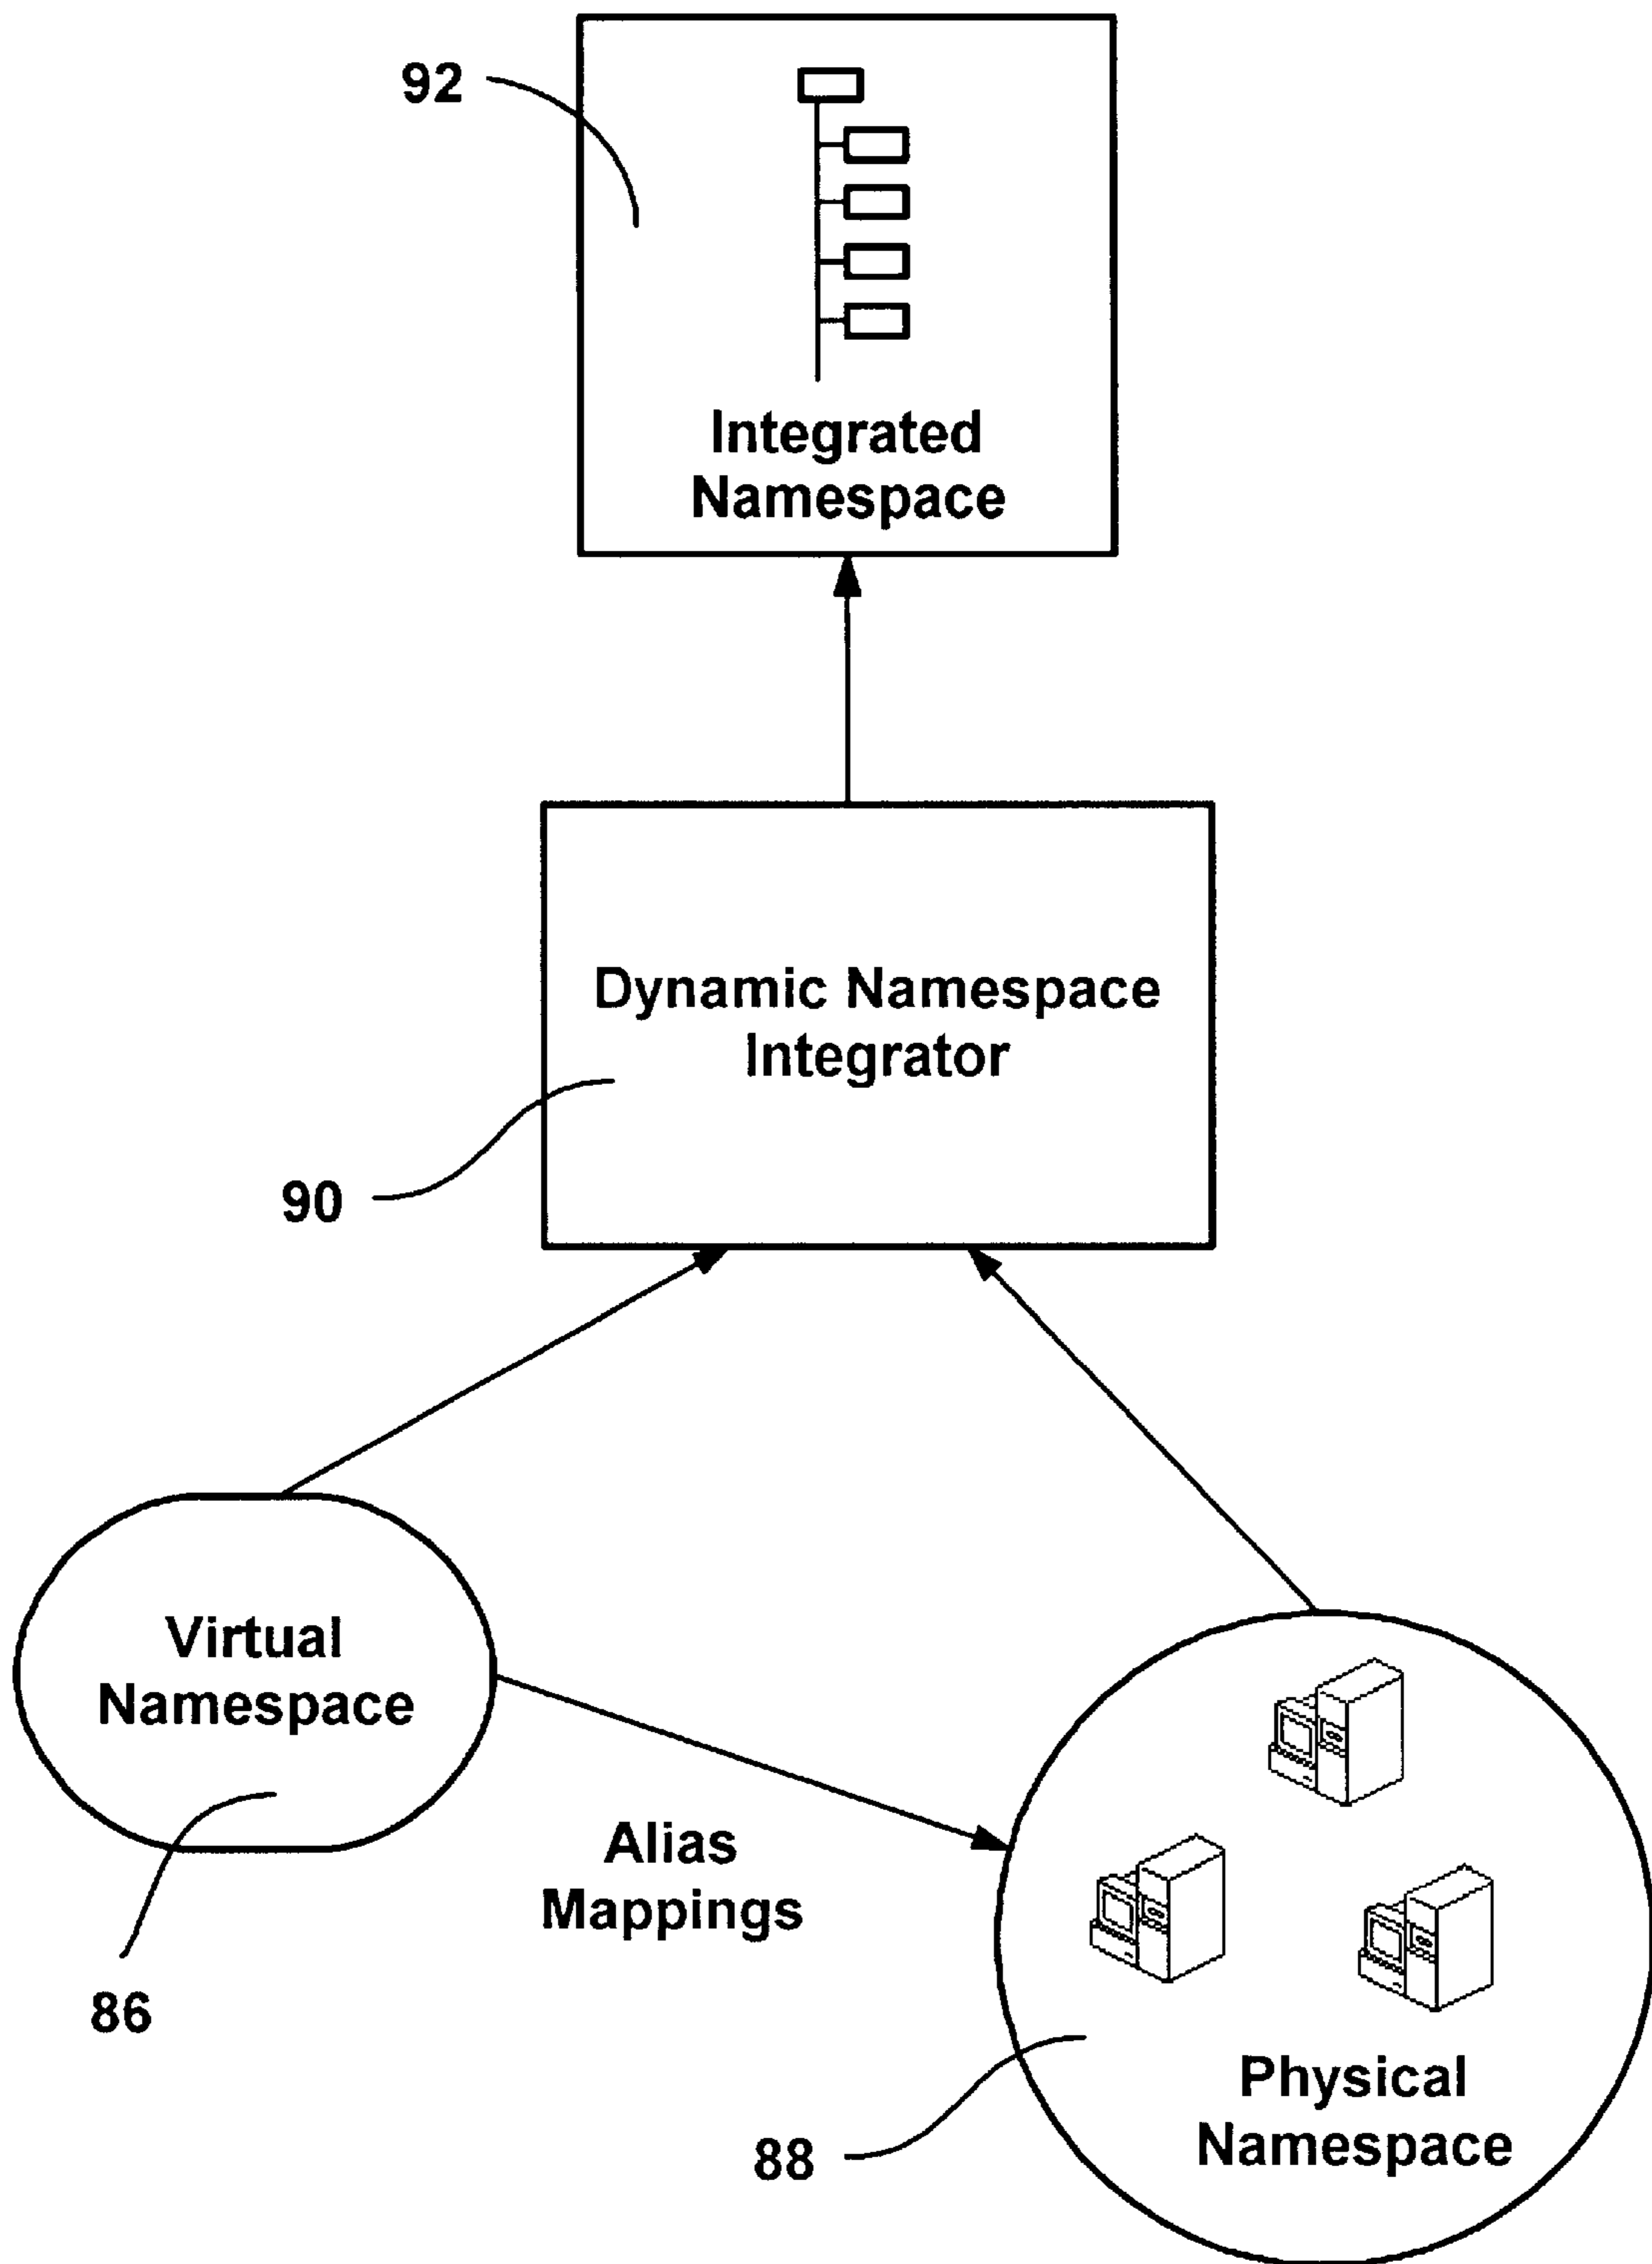 92
Integrated
Namespace
Dynamic Namespace
Integrator
90
Virtual
Namespace
Alias
Mappings
86
Physical
Namespace
88